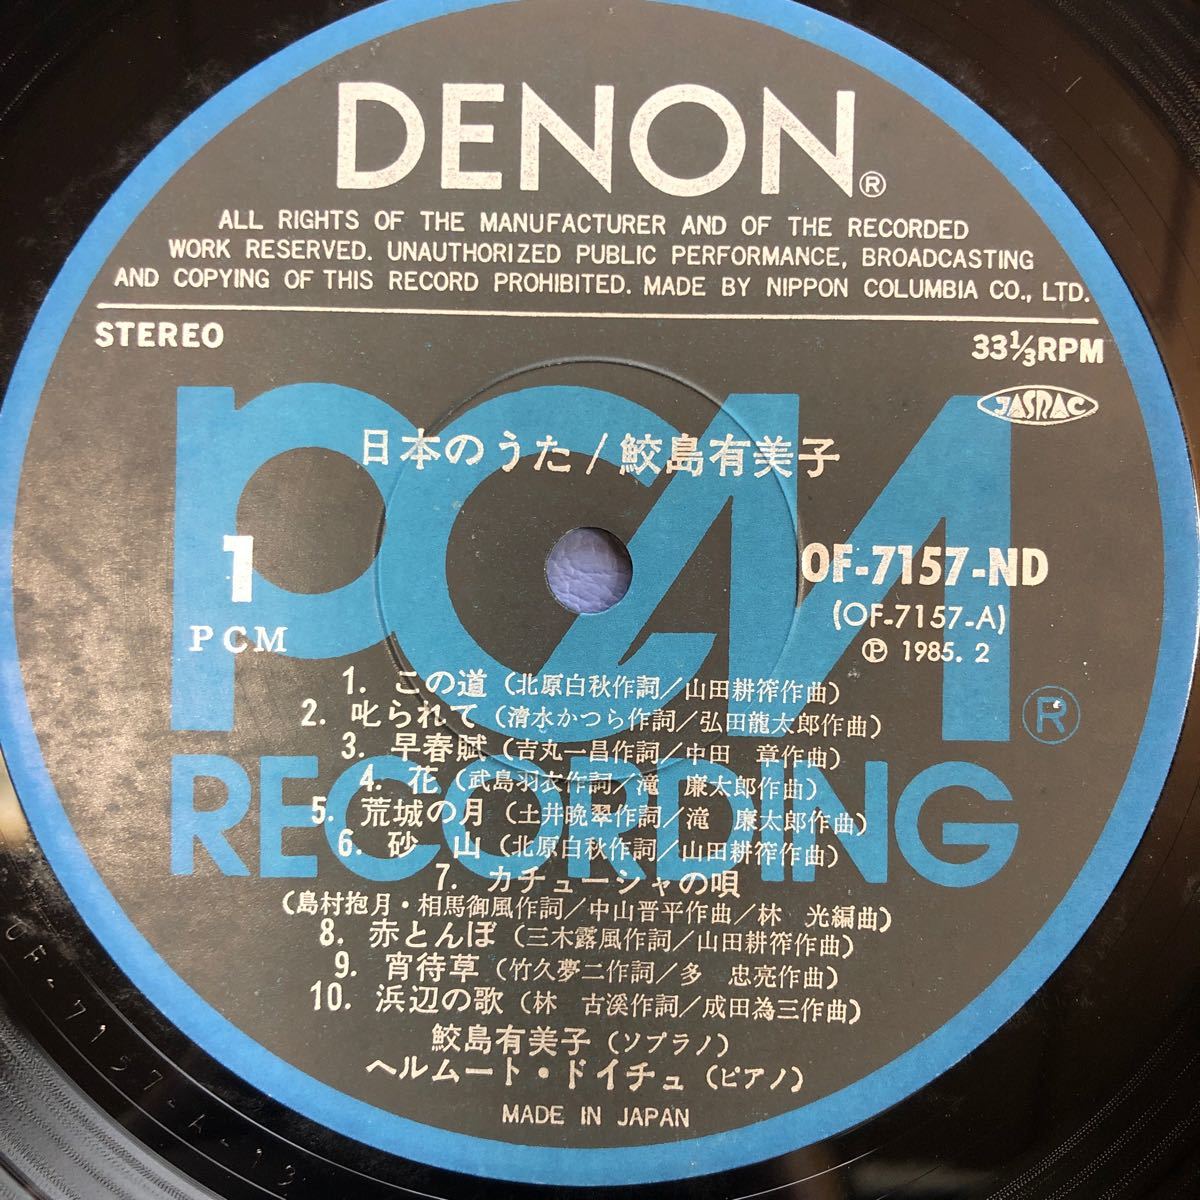 DENON®
ALL RIGHTS OF THE MANUFACTURER AND OF THE RECORDED
WORK RESERVED. UNAUTHORIZED PUBLIC PERFORMANCE, BROADCASTING
AND COPYING OF THIS RECORD PROHIBITED. MADE BY NIPPON COLUMBIA CO., LTD.
STEREO
33⅓RPM
JASRAC
日本のうた/鮫島有美子
1
PCM
OF-7157-ND
(OF-7157-A)
℗ 1985. 2
PCM®
RECORDING
1. この道(北原白秋作詞/山田耕筰作曲)
2. 叱られて(清水かつら作詞/弘田龍太郎作曲)
3. 早春賦(吉丸一昌作詞/中田 章作曲)
4. 花(武島羽衣作詞/滝 廉太郎作曲)
5. 荒城の月(土井晩翠作詞/滝 廉太郎作曲)
6. 砂 山(北原白秋作詞/山田耕筰作曲)
7. カチューシャの唄
(島村抱月・相馬御風作詞/中山晋平作曲/林 光編曲)
8. 赤とんぼ(三木露風作詞/山田耕筰作曲)
9. 宵待草(竹久夢二作詞/多 忠亮作曲)
10. 浜辺の歌(林 古溪作詞/成田為三作曲)
鮫島有美子(ソプラノ)
ヘルムート・ドイチュ(ピアノ)
MADE IN JAPAN
OF-7157-A-13